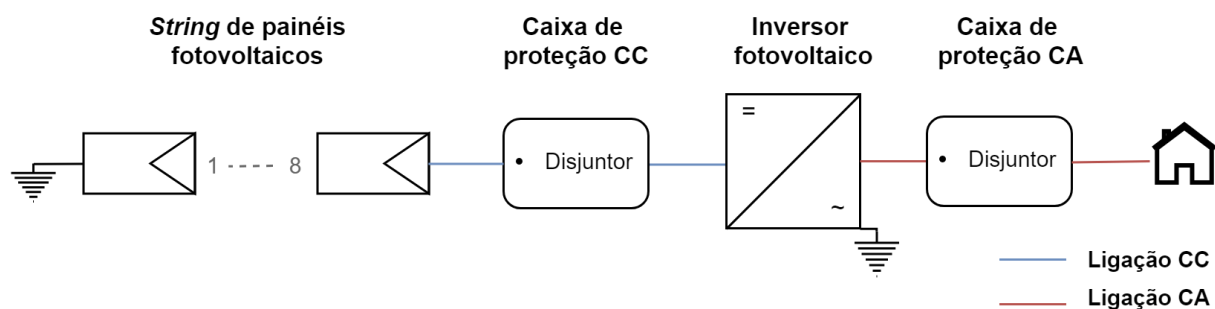 String de painéis
fotovoltaicos
Caixa de
proteção CC
Inversor
fotovoltaico
Caixa de
proteção CA
1 ---- 8
• Disjuntor
=
~
• Disjuntor
Ligação CC
Ligação CA